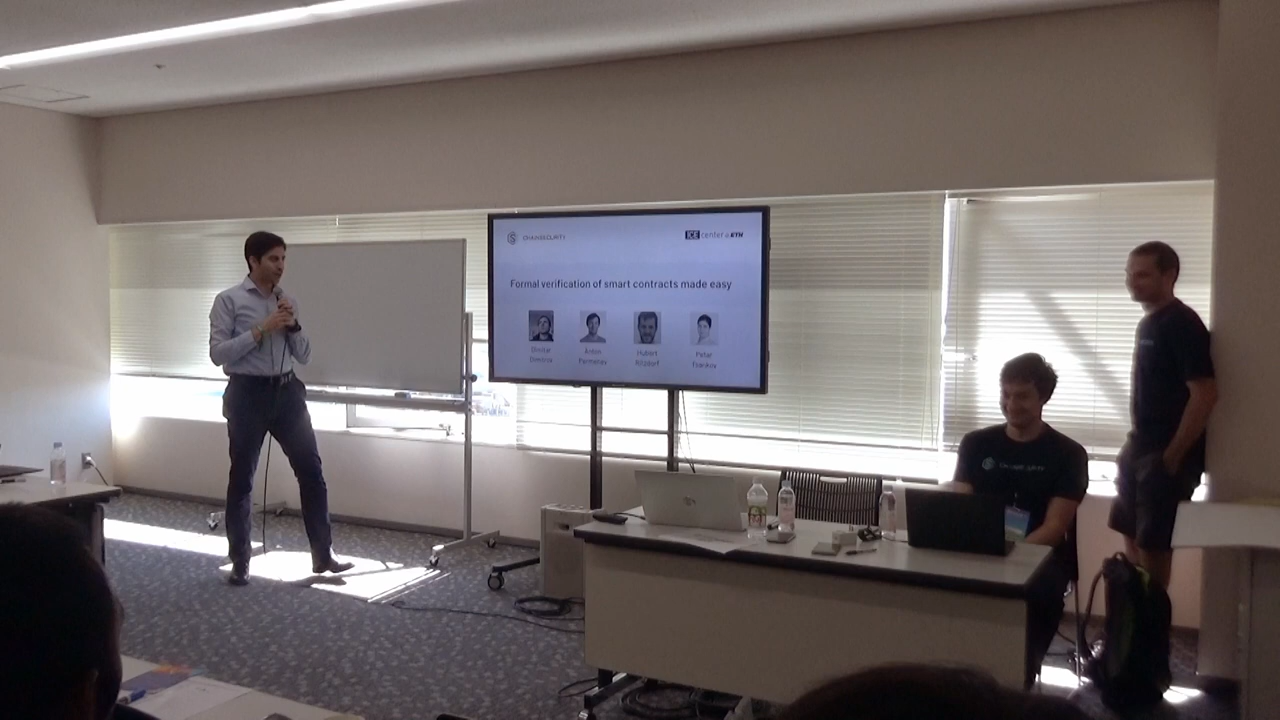 CHAINSECURITY
ICE center @ ETH
Formal verification of smart contracts made easy
Dimitar
Dimitrov
Anton
Permenev
Hubert
Ritzdorf
Petar
Tsankov
CHAINSECURITY